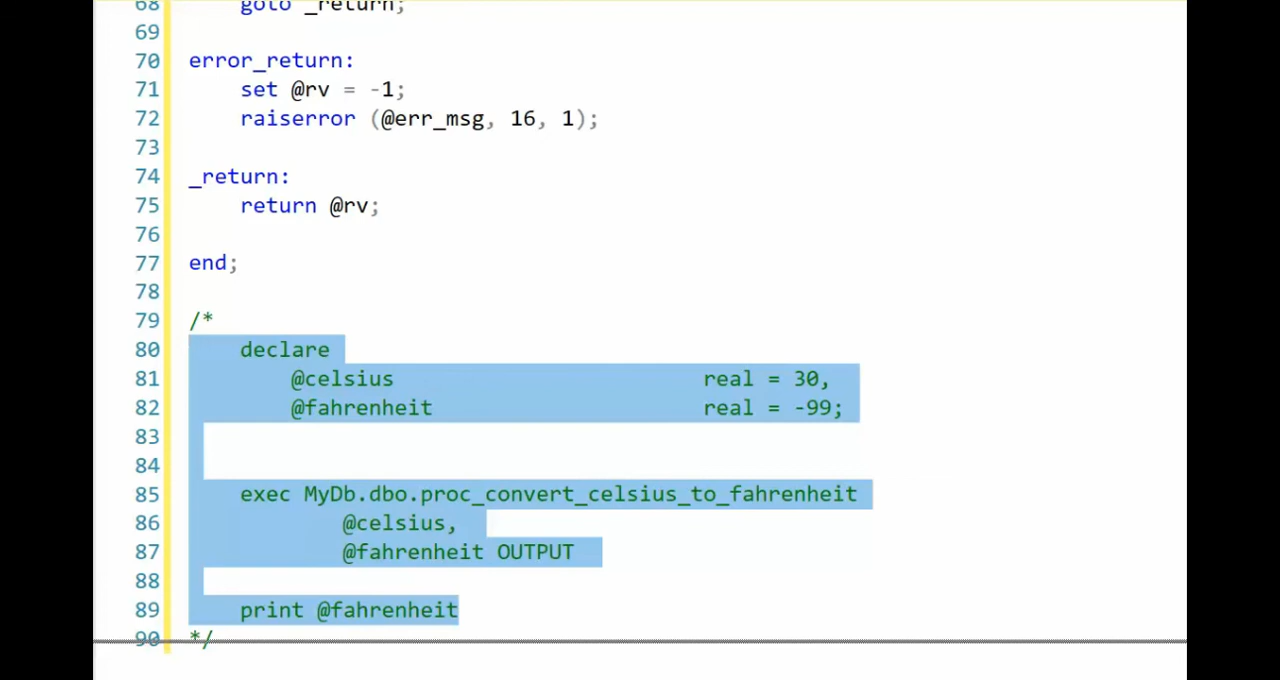 68 goto _return;
69
70 error_return:
71 set @rv = -1;
72 raiserror (@err_msg, 16, 1);
73
74 _return:
75 return @rv;
76
77 end;
78
79 /*
80 declare
81 @celsius real = 30,
82 @fahrenheit real = -99;
83
84
85 exec MyDb.dbo.proc_convert_celsius_to_fahrenheit
86 @celsius,
87 @fahrenheit OUTPUT
88
89 print @fahrenheit
90 */